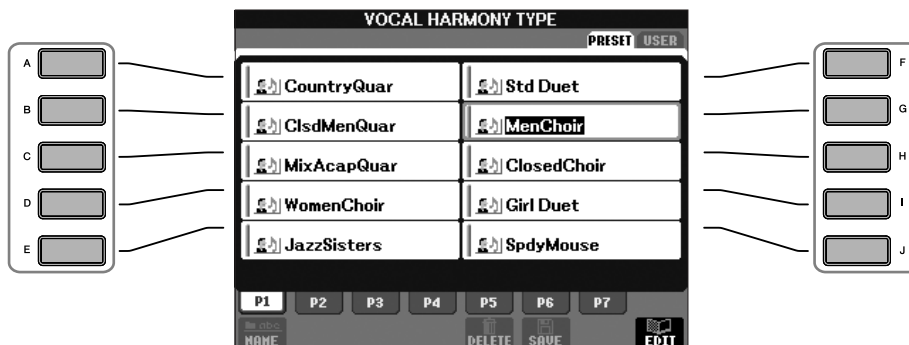 VOCAL HARMONY TYPE
PRESET USER
A CountryQuar Std Duet F
B ClsdMenQuar MenChoir G
C MixAcapQuar ClosedChoir H
D WomenChoir Girl Duet I
E JazzSisters SpdyMouse J
P1 P2 P3 P4 P5 P6 P7
abc
NAME DELETE SAVE EDIT